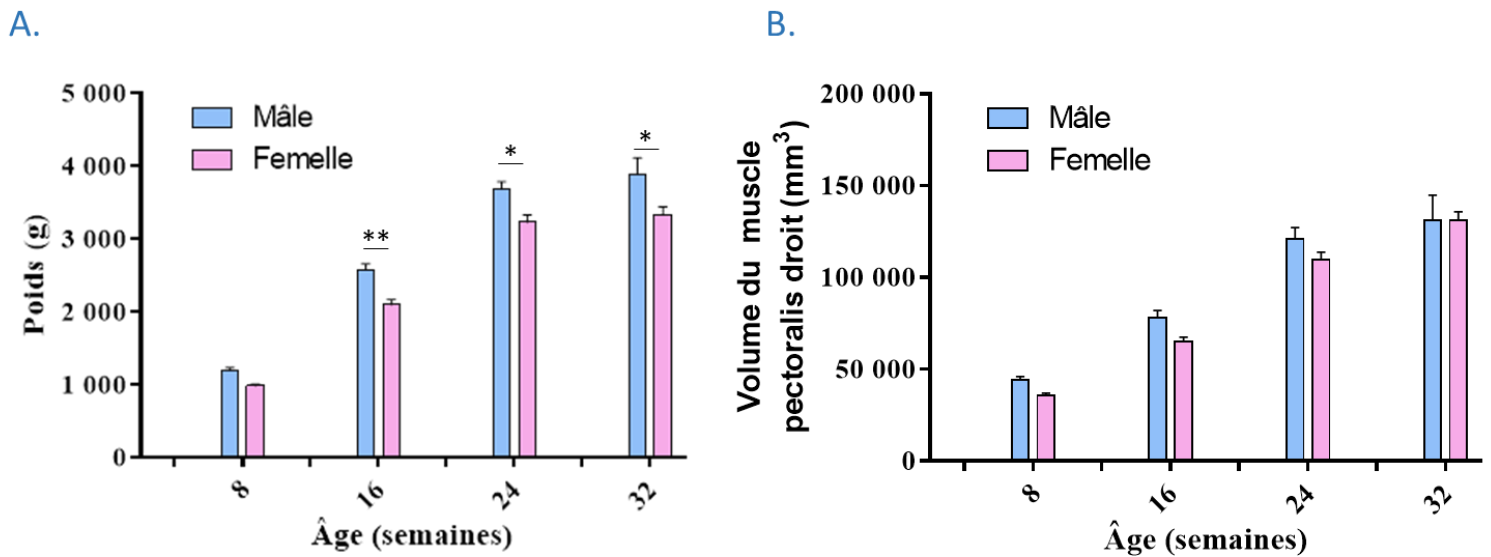 A.
Poids (g)
5 000
4 000
3 000
2 000
1 000
0
Mâle
Femelle
**
*
*
8
16
24
32
Âge (semaines)
B.
Volume du muscle
pectoralis droit (mm³)
200 000
150 000
100 000
50 000
0
Mâle
Femelle
8
16
24
32
Âge (semaines)